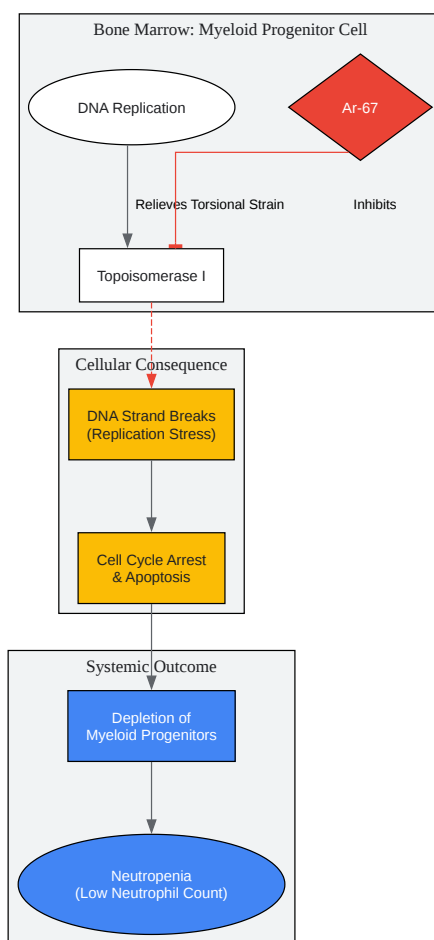 Bone Marrow: Myeloid Progenitor Cell
DNA Replication
Ar-67
Relieves Torsional Strain
Inhibits
Topoisomerase I
Cellular Consequence
DNA Strand Breaks
(Replication Stress)
Cell Cycle Arrest
& Apoptosis
Systemic Outcome
Depletion of
Myeloid Progenitors
Neutropenia
(Low Neutrophil Count)